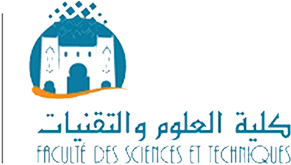 كلية العلوم والتقنيات
FACULTÉ DES SCIENCES ET TECHNIQUES